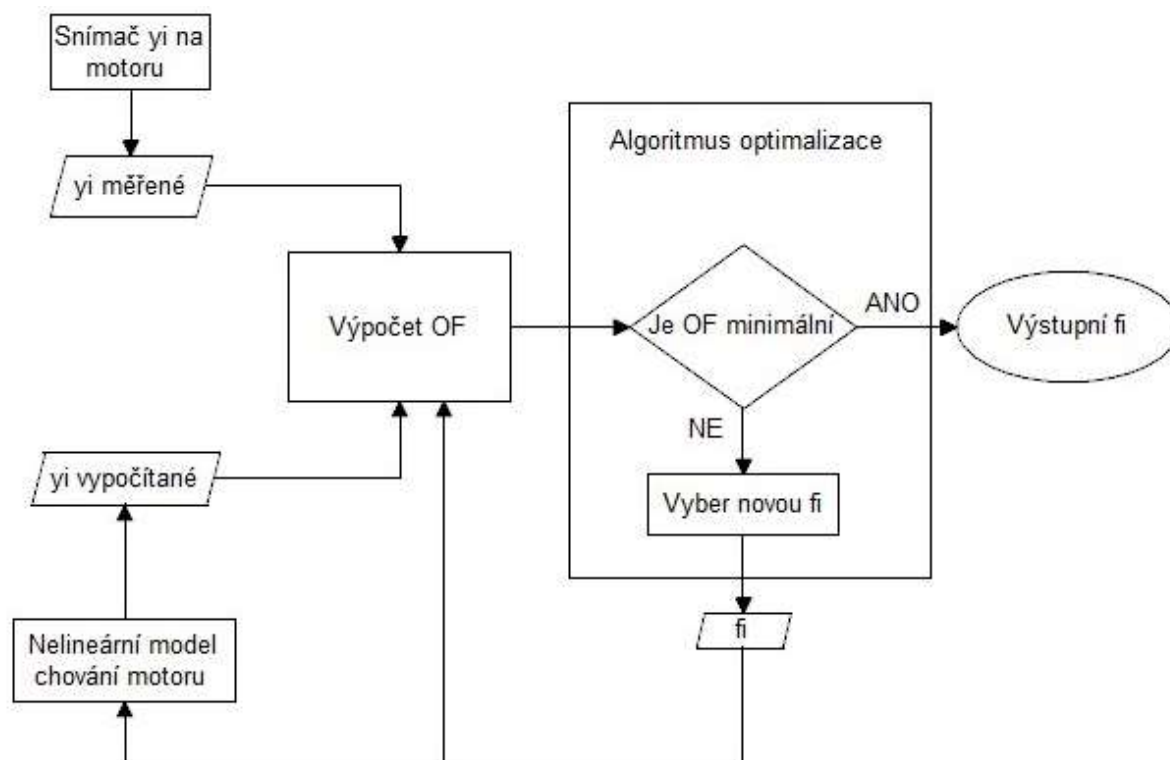 Snímač yi na
motoru
yi měřené
Algoritmus optimalizace
Výpočet OF
Je OF minimální
ANO
Výstupní fi
NE
yi vypočítané
Vyber novou fi
fi
Nelineární model
chování motoru